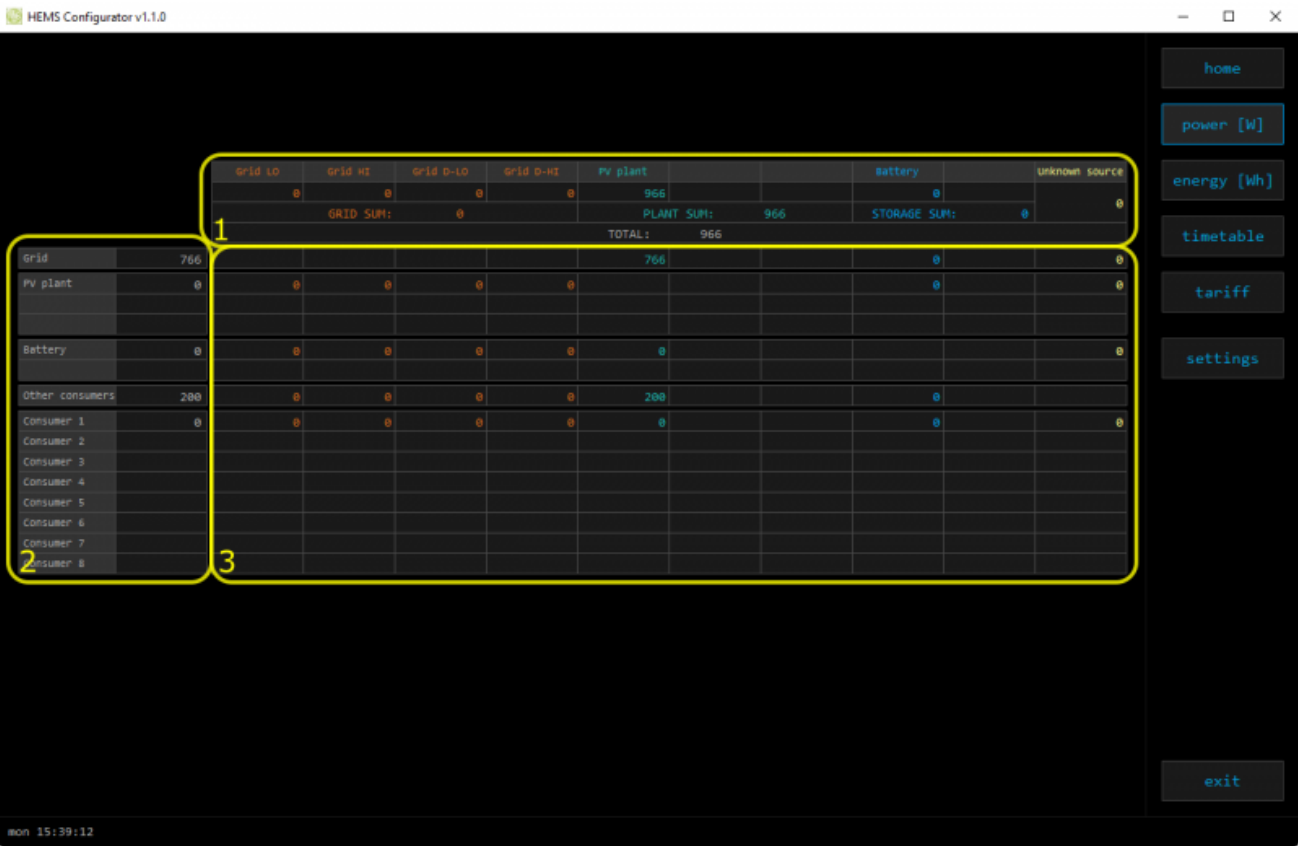 HEMS Configurator v1.1.0
home
power [W]
energy [Wh]
timetable
tariff
settings
exit
Grid LO Grid HI Grid D-LO Grid D-HI PV plant Battery Unknown source
0 0 0 0 966 0 0
GRID SUM: 0 PLANT SUM: 966 STORAGE SUM: 0
1 TOTAL: 966
Grid 766 766 0 0
PV plant 0 0 0 0 0 0 0
Battery 0 0 0 0 0 0 0
Other consumers 200 0 0 0 0 200 0
Consumer 1 0 0 0 0 0 0 0 0
Consumer 2
Consumer 3
Consumer 4
Consumer 5
Consumer 6
Consumer 7
2 onsumer 8 3
mon 15:39:12